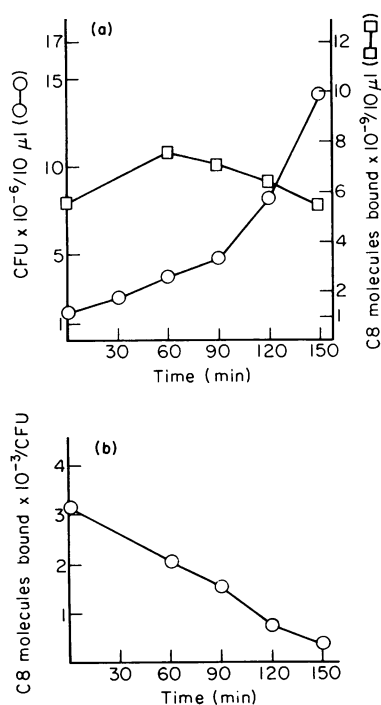 (a)
CFU x 10⁻⁶/10 µl (O–O)
17
15
10
5
1
C8 molecules bound x 10⁻⁹/10 µl (□–□)
12
10
8
6
4
2
1
30 60 90 120 150
Time (min)
(b)
C8 molecules bound x 10⁻³/CFU
4
3
2
1
30 60 90 120 150
Time (min)